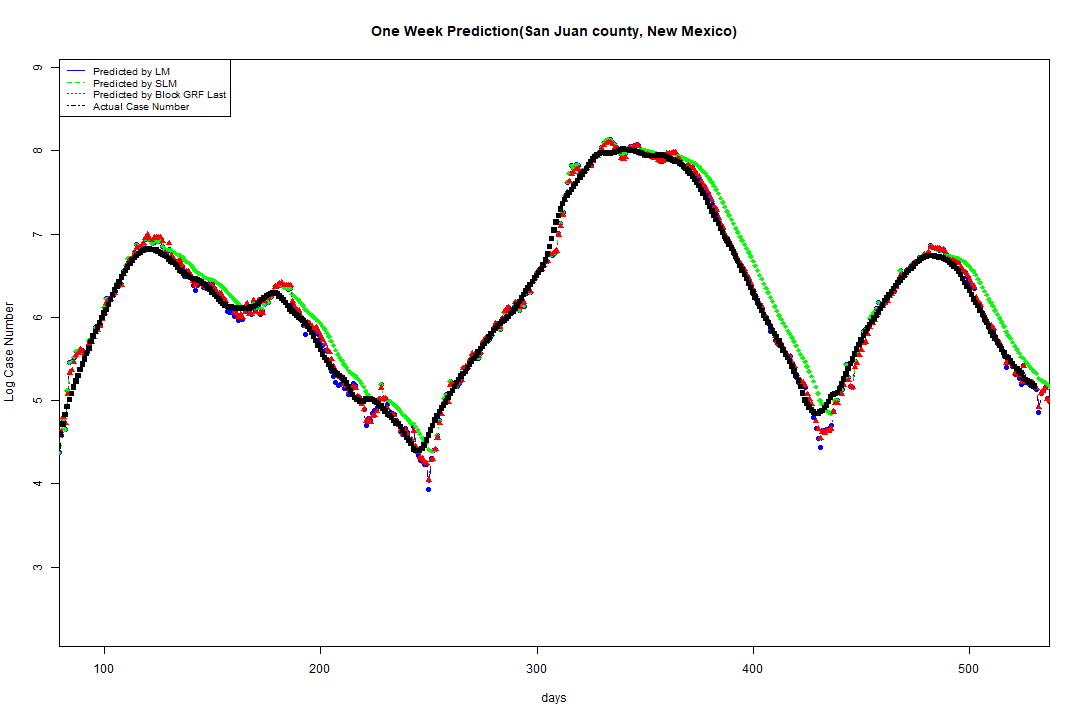 One Week Prediction(San Juan county, New Mexico)
Predicted by LM
Predicted by SLM
Predicted by Block GRF Last
Actual Case Number
9
8
7
6
5
4
3
Log Case Number
100 200 300 400 500
days